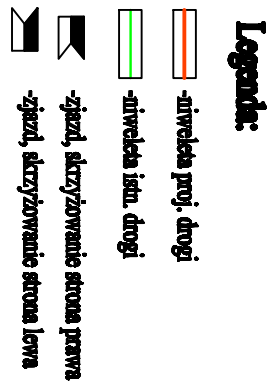 Legenda:
-niweleta proj. drogi
-niweleta istn. drogi
-zjazd, skrzyżowanie strona prawa
-zjazd, skrzyżowanie strona lewa